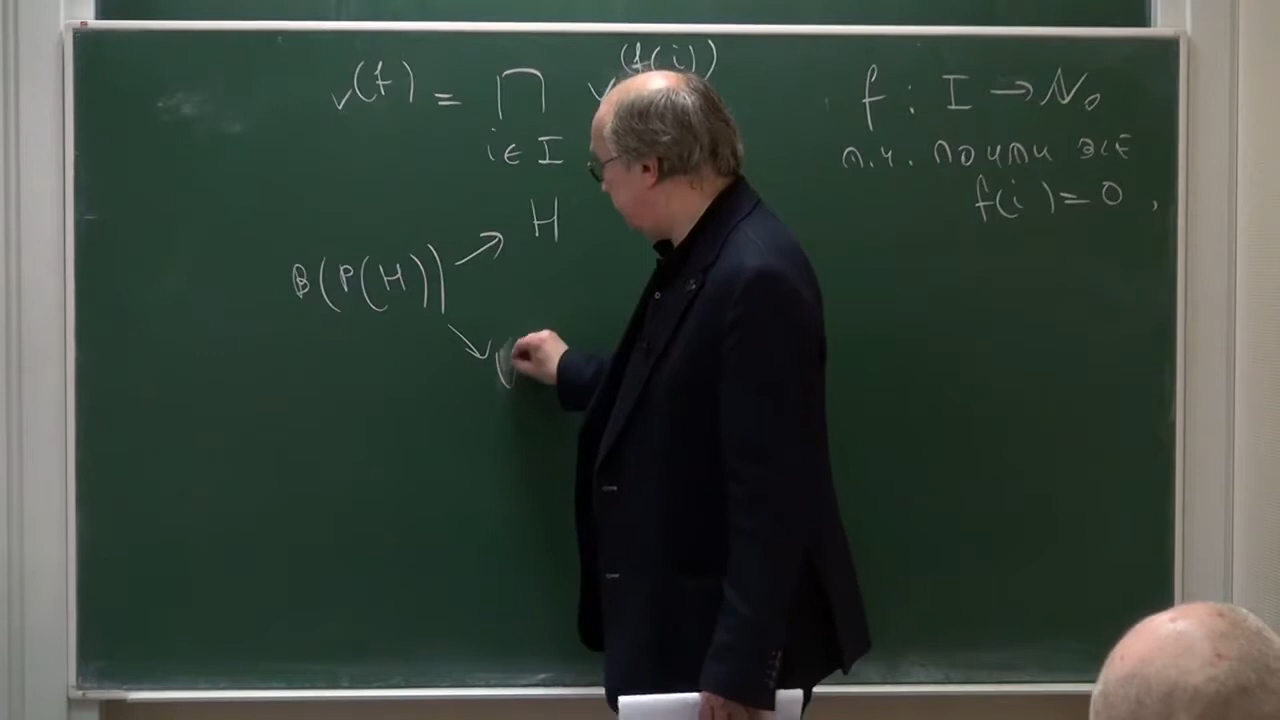 v(f) = ∏ (f(i))
i∈I
f : I → N₀
п.ч. почти все
f(i) = 0 ,
H
B(P(H))